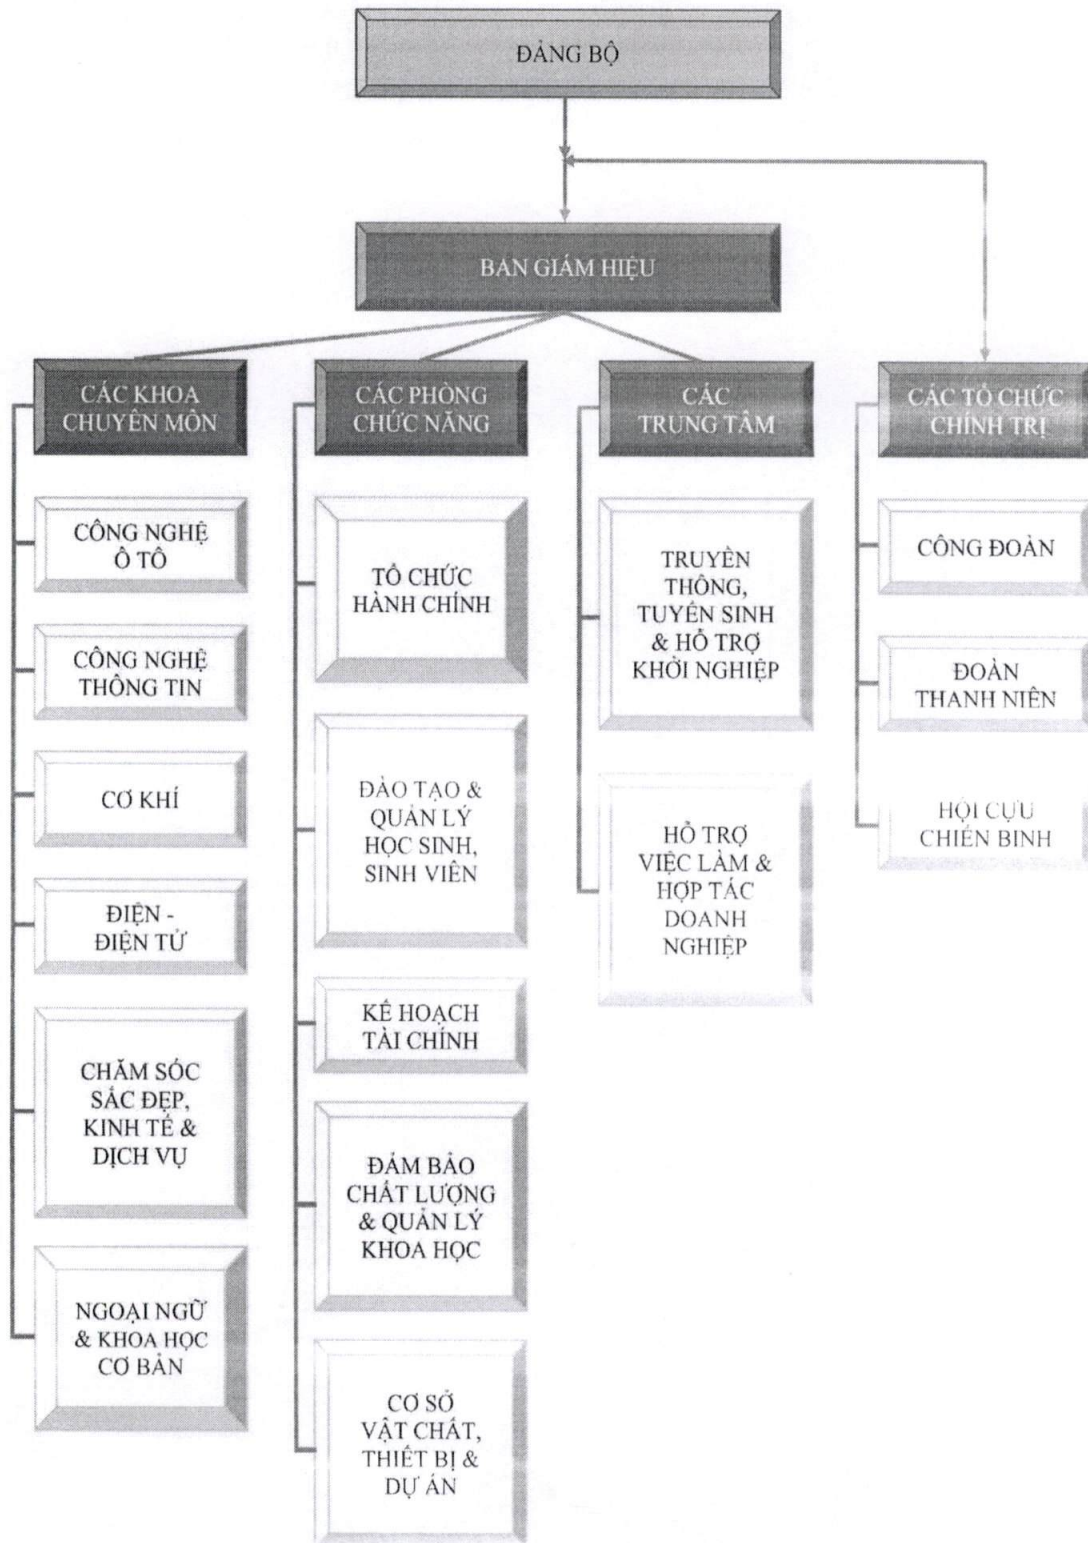 ĐẢNG BỘ
BAN GIÁM HIỆU
CÁC KHOA
CHUYÊN MÔN
CÔNG NGHỆ
Ô TÔ
CÔNG NGHỆ
THÔNG TIN
CƠ KHÍ
ĐIỆN -
ĐIỆN TỬ
CHĂM SÓC
SẮC ĐẸP,
KINH TẾ &
DỊCH VỤ
NGOẠI NGỮ
& KHOA HỌC
CƠ BẢN
CÁC PHÒNG
CHỨC NĂNG
TỔ CHỨC
HÀNH CHÍNH
ĐÀO TẠO &
QUẢN LÝ
HỌC SINH,
SINH VIÊN
KẾ HOẠCH
TÀI CHÍNH
ĐẢM BẢO
CHẤT LƯỢNG
& QUẢN LÝ
KHOA HỌC
CƠ SỞ
VẬT CHẤT,
THIẾT BỊ &
DỰ ÁN
CÁC
TRUNG TÂM
TRUYỀN
THÔNG,
TUYỂN SINH
& HỖ TRỢ
KHỞI NGHIỆP
HỖ TRỢ
VIỆC LÀM &
HỢP TÁC
DOANH
NGHIỆP
CÁC TỔ CHỨC
CHÍNH TRỊ
CÔNG ĐOÀN
ĐOÀN
THANH NIÊN
HỘI CỰU
CHIẾN BINH